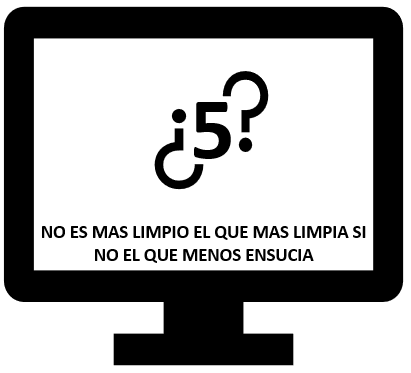 ¿5?
NO ES MAS LIMPIO EL QUE MAS LIMPIA SI
NO EL QUE MENOS ENSUCIA